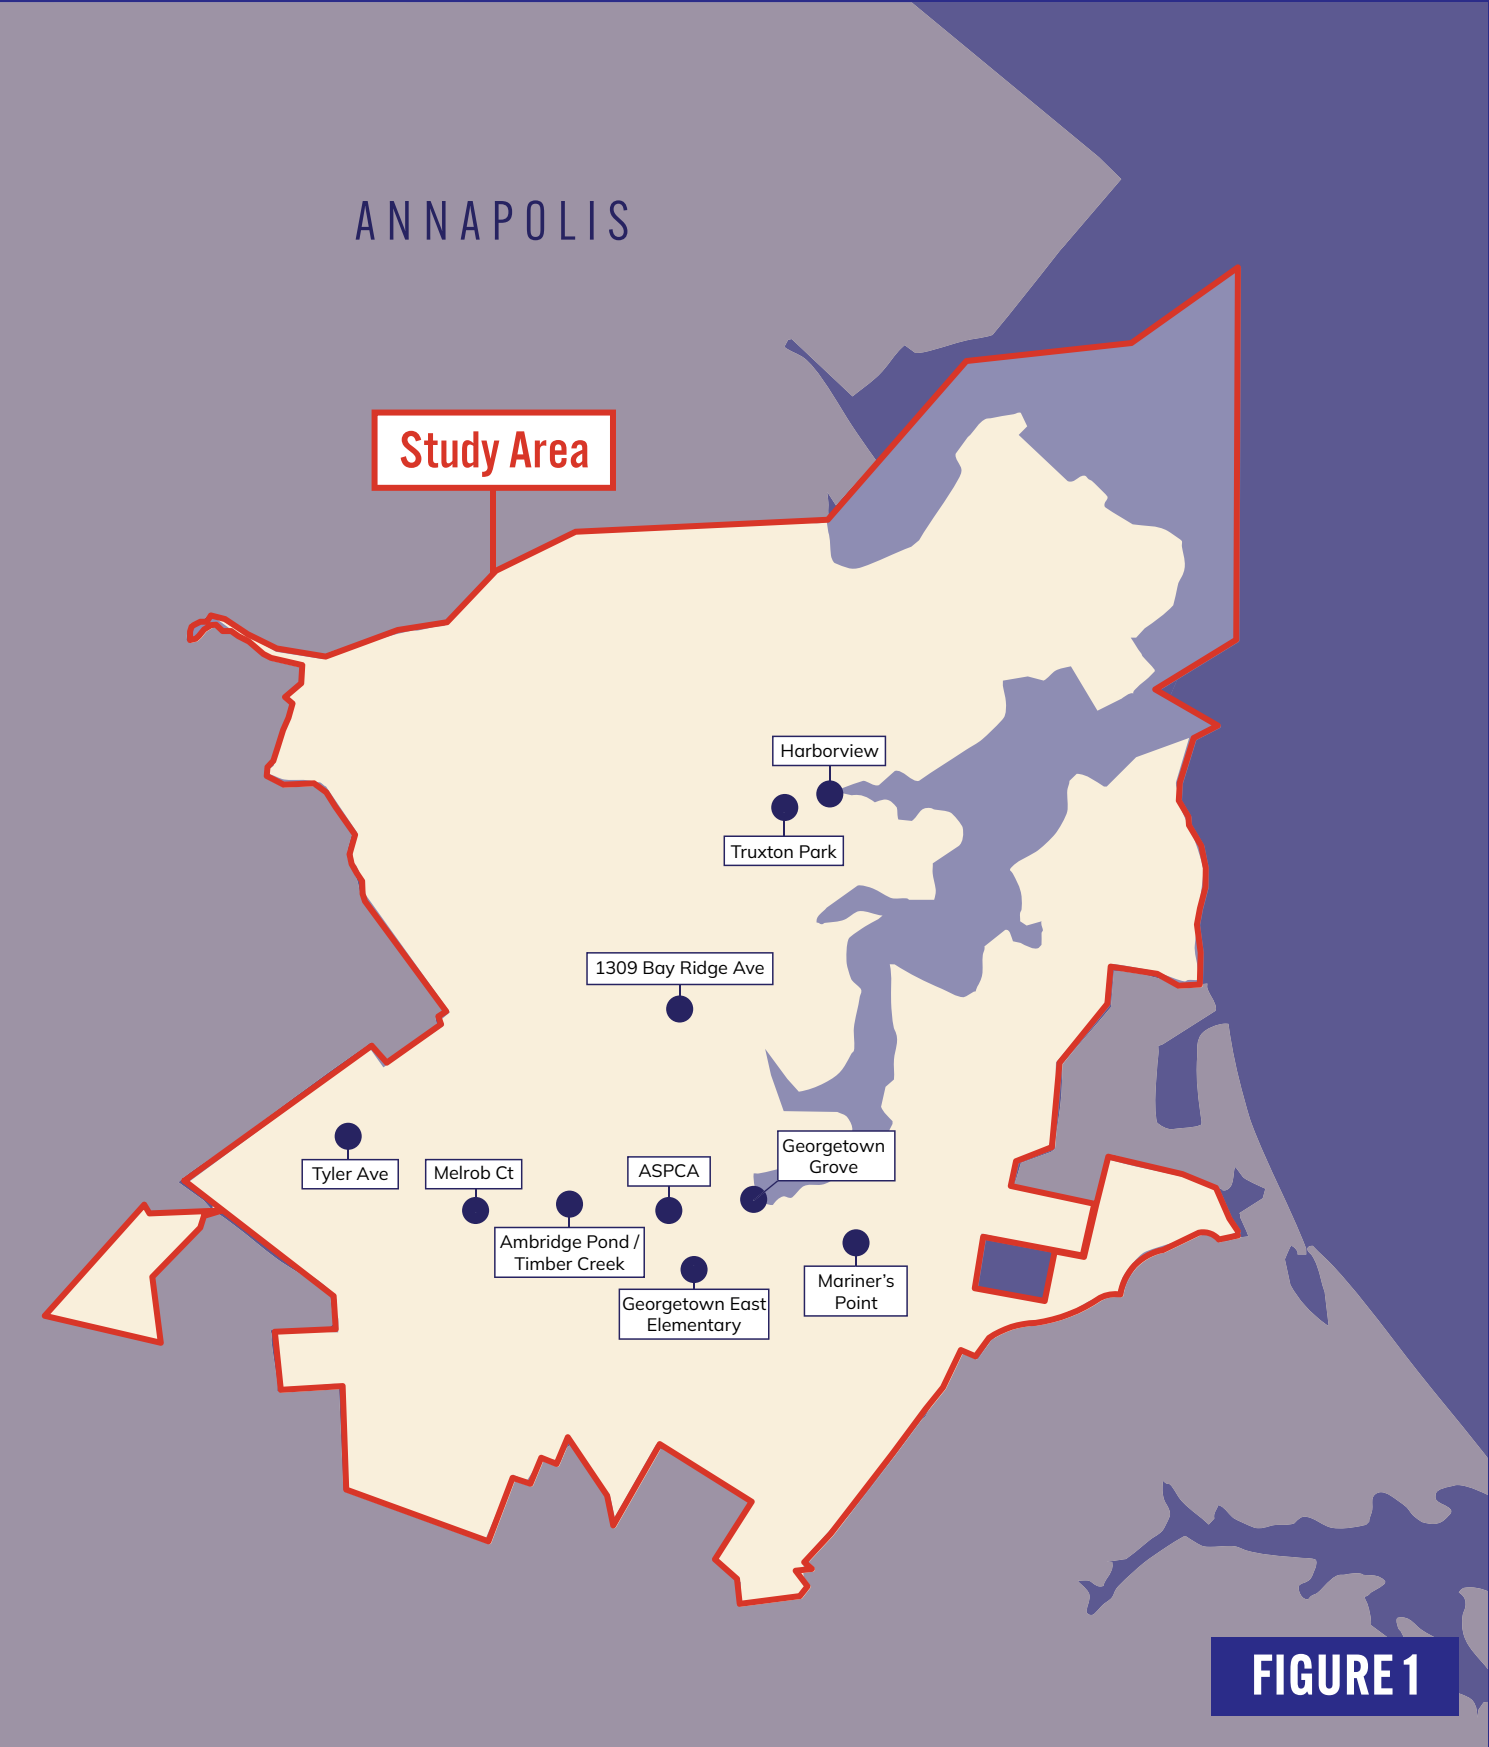 ANNAPOLIS
Study Area
Harborview
Truxton Park
1309 Bay Ridge Ave
Georgetown
Grove
Tyler Ave
Melrob Ct
ASPCA
Ambridge Pond /
Timber Creek
Georgetown East
Elementary
Mariner’s
Point
FIGURE 1